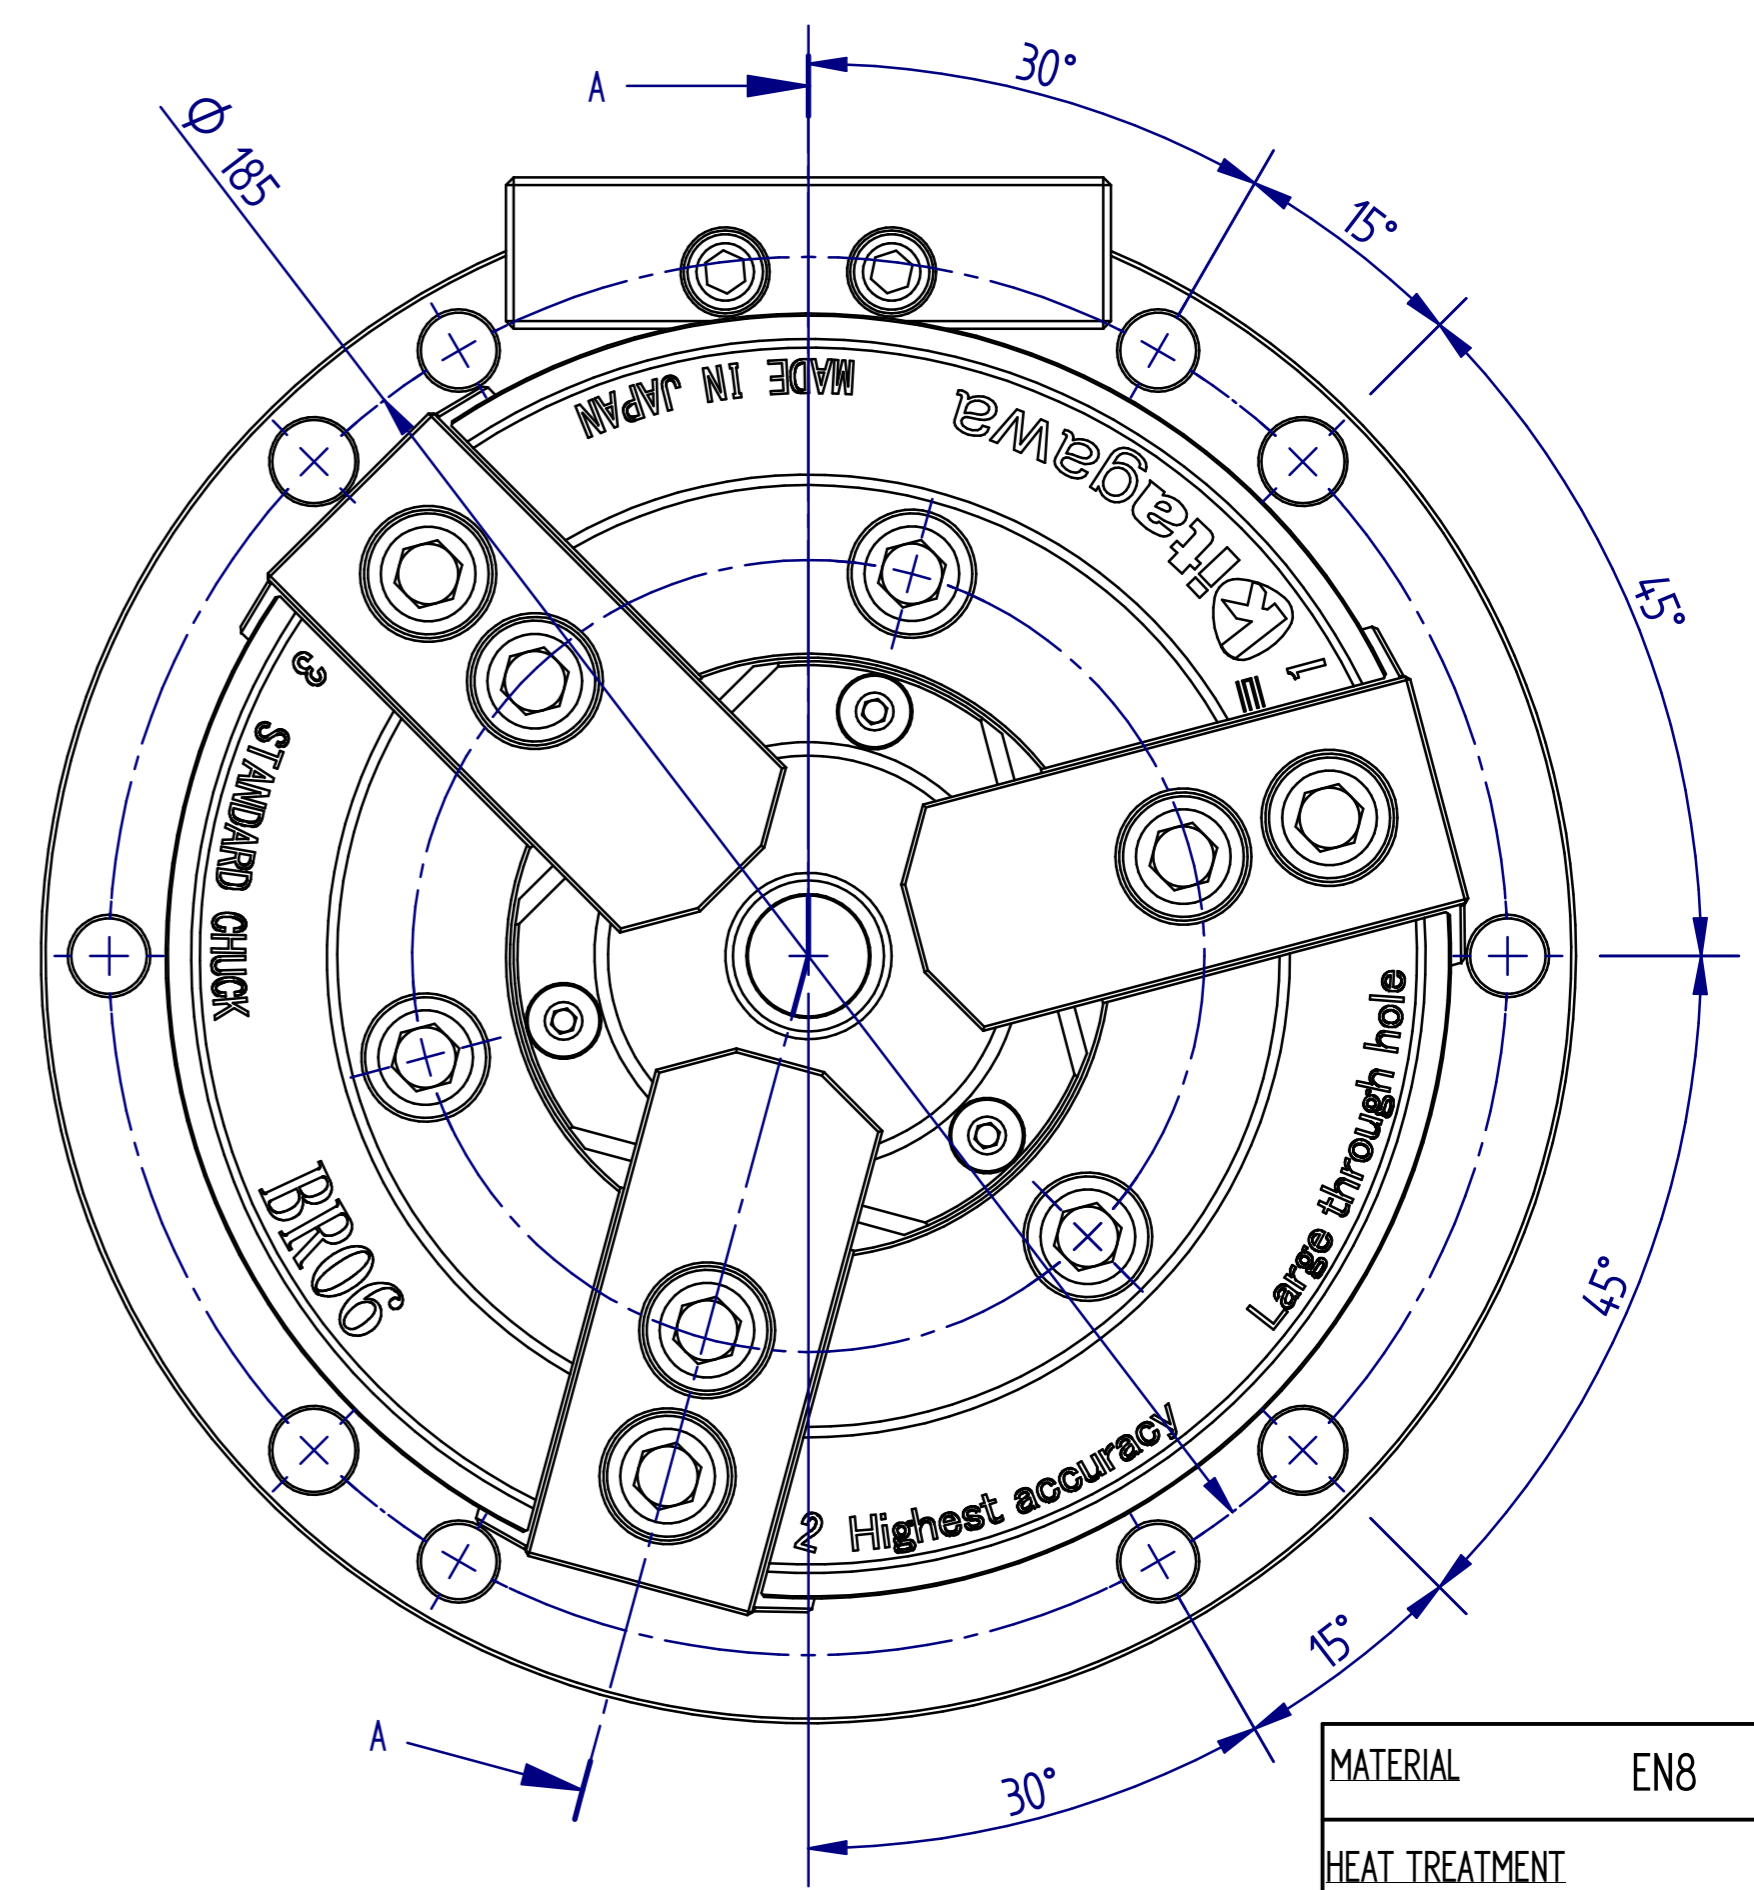 A
30°
Ø 185
15°
MADE IN JAPAN
Kitagawa
45°
1
3
STANDARD CHUCK
Large through hole
BR06
45°
2 Highest accuracy
15°
A
30°
MATERIAL EN8
HEAT TREATMENT